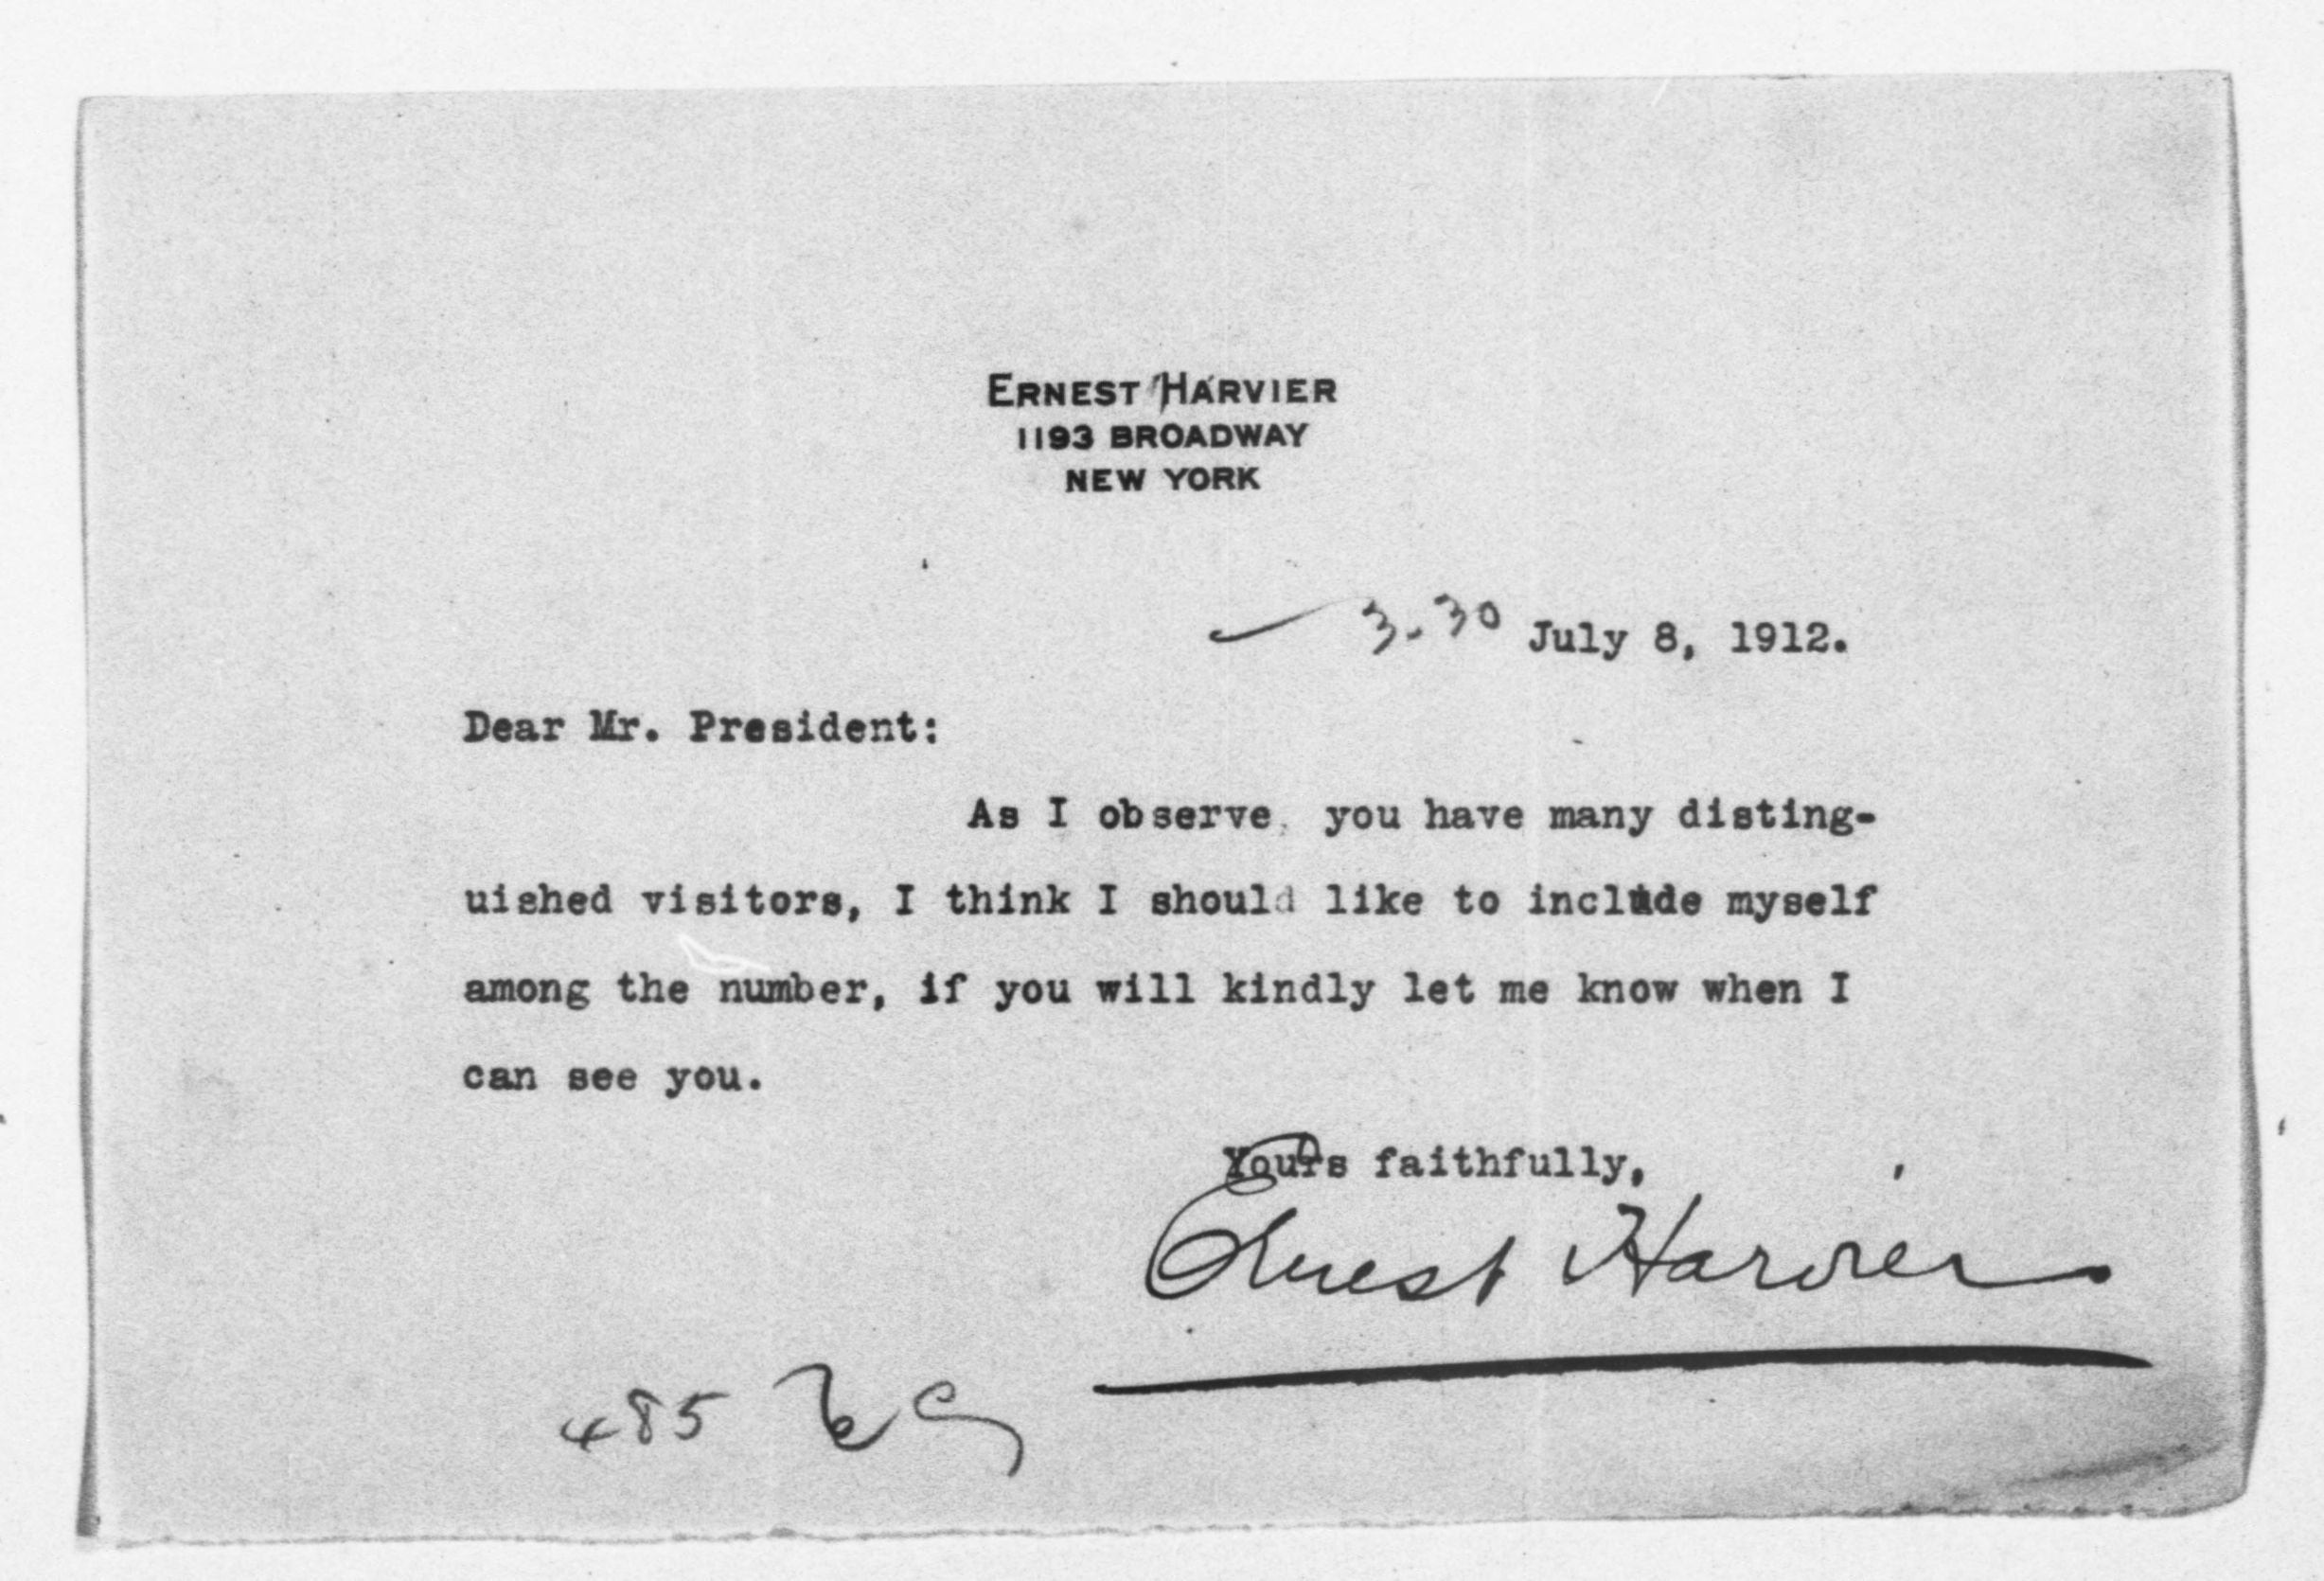 ERNEST HARVIER
1193 BROADWAY
NEW YORK
3.30 July 8, 1912.
Dear Mr. President:
As I observe, you have many disting-
uished visitors, I think I should like to include myself
among the number, if you will kindly let me know when I
can see you.
Yours faithfully,
Ernest Harvier
485